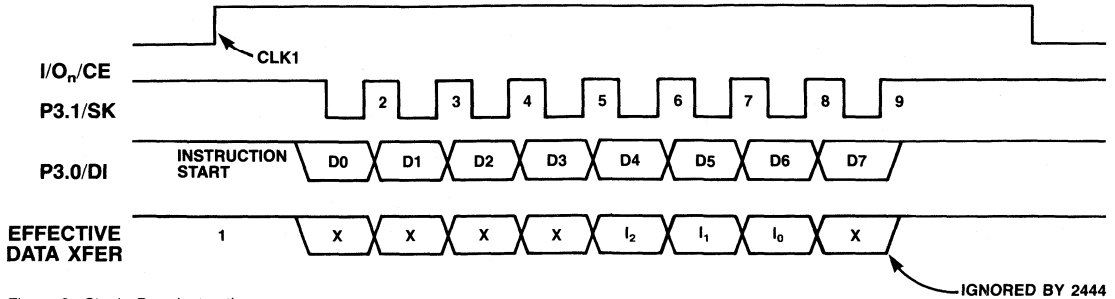 CLK1
I/On/CE
P3.1/SK 2 3 4 5 6 7 8 9
P3.0/DI INSTRUCTION START D0 D1 D2 D3 D4 D5 D6 D7
EFFECTIVE DATA XFER 1 X X X X I2 I1 I0 X
IGNORED BY 2444